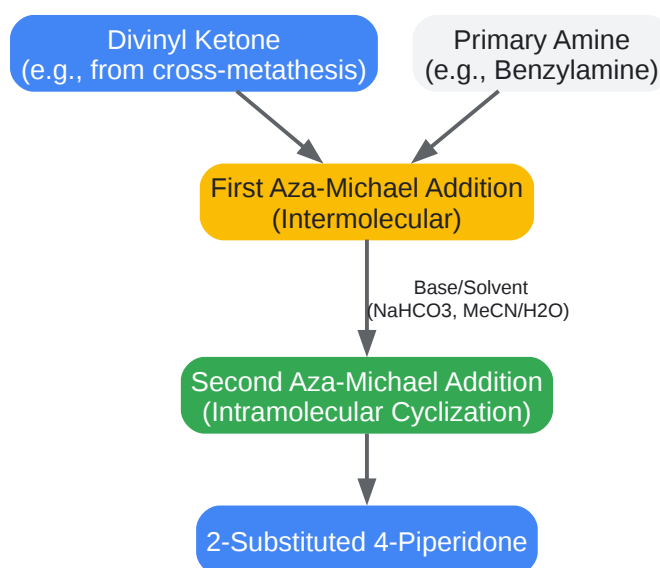 Divinyl Ketone
(e.g., from cross-metathesis)
Primary Amine
(e.g., Benzylamine)
First Aza-Michael Addition
(Intermolecular)
Base/Solvent
(NaHCO3, MeCN/H2O)
Second Aza-Michael Addition
(Intramolecular Cyclization)
2-Substituted 4-Piperidone